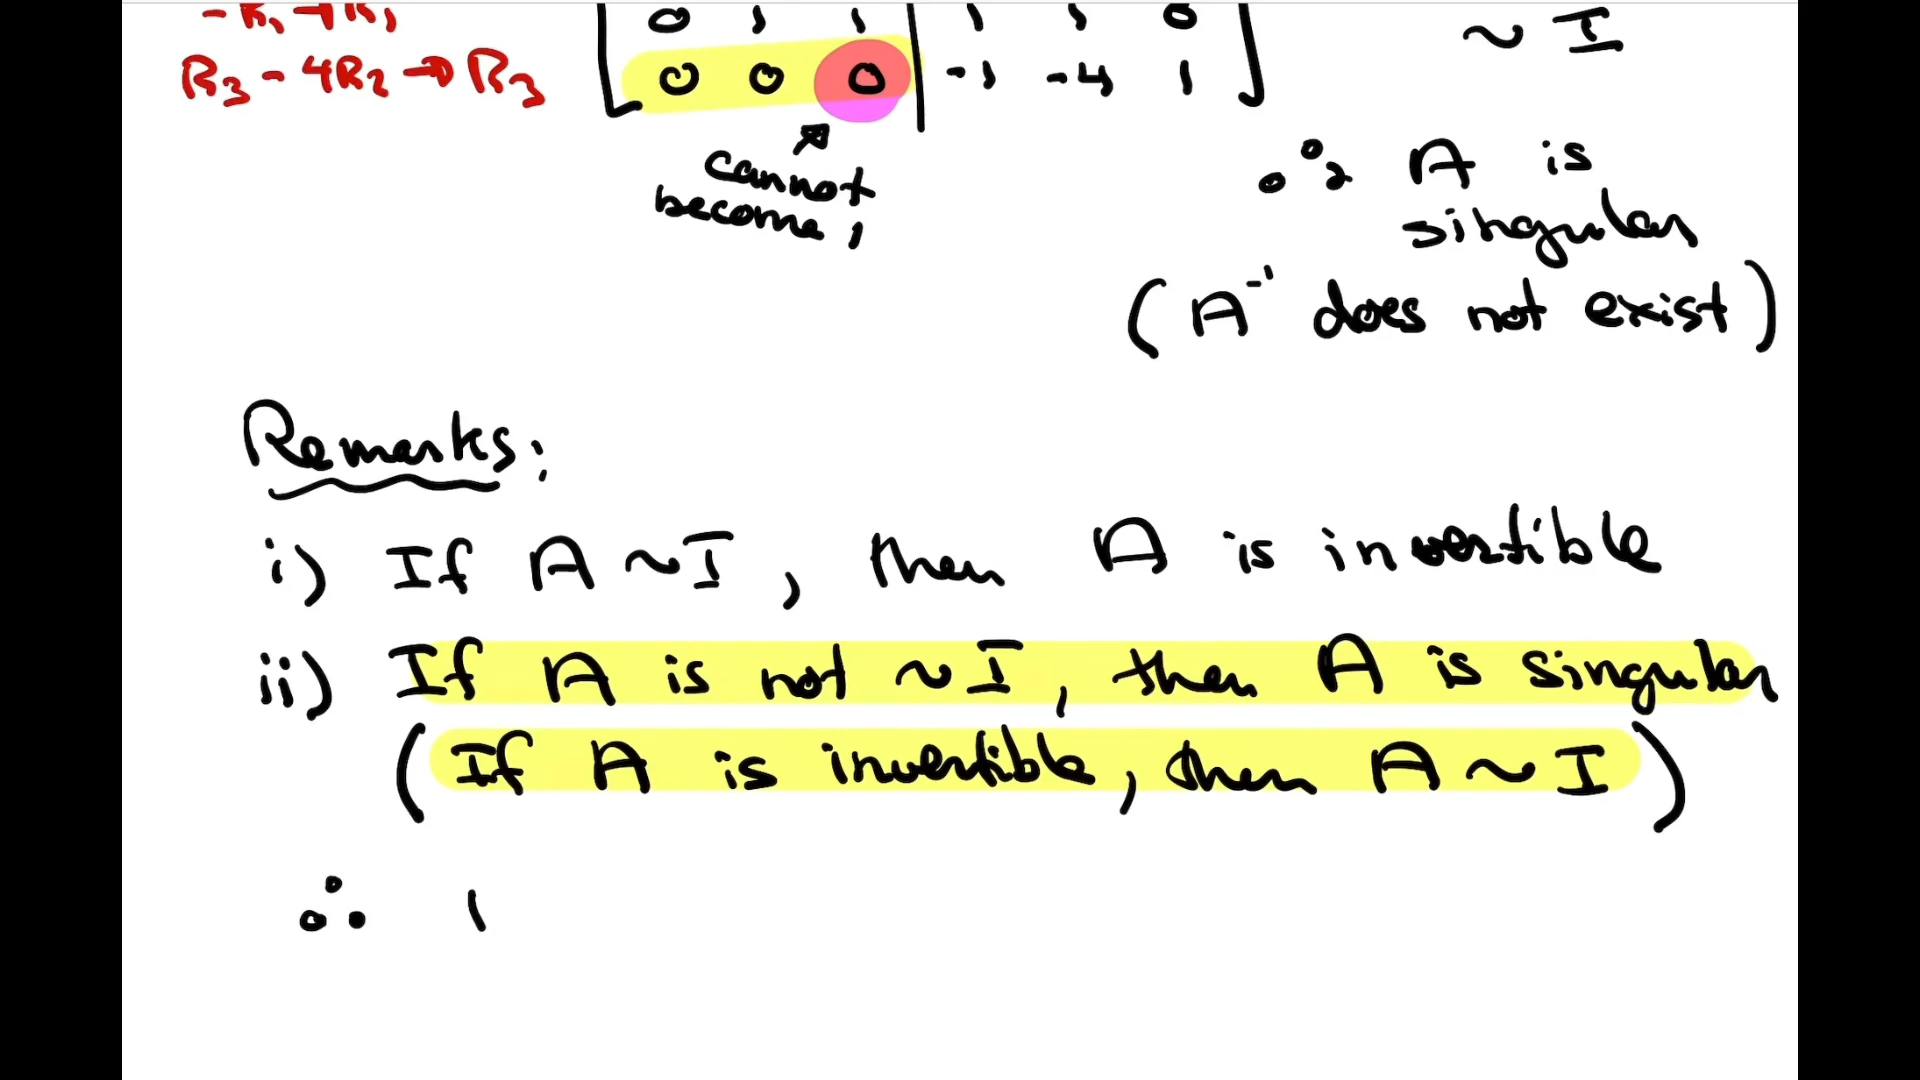 -R₁→R₁
0 1 1 | 1 1 0
~ I
R₃ - 4R₂ → R₃
0 0 0 | -1 -4 1
cannot
become 1
∴ A is
singular
(A⁻¹ does not exist)
Remarks:
i) If A ~ I, then A is invertible
ii) If A is not ~ I, then A is singular
(If A is invertible, then A ~ I)
∴